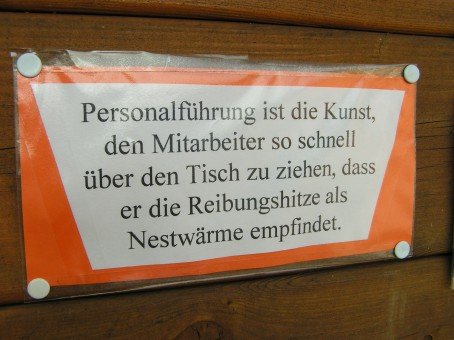 Personalführung ist die Kunst,
den Mitarbeiter so schnell
über den Tisch zu ziehen, dass
er die Reibungshitze als
Nestwärme empfindet.